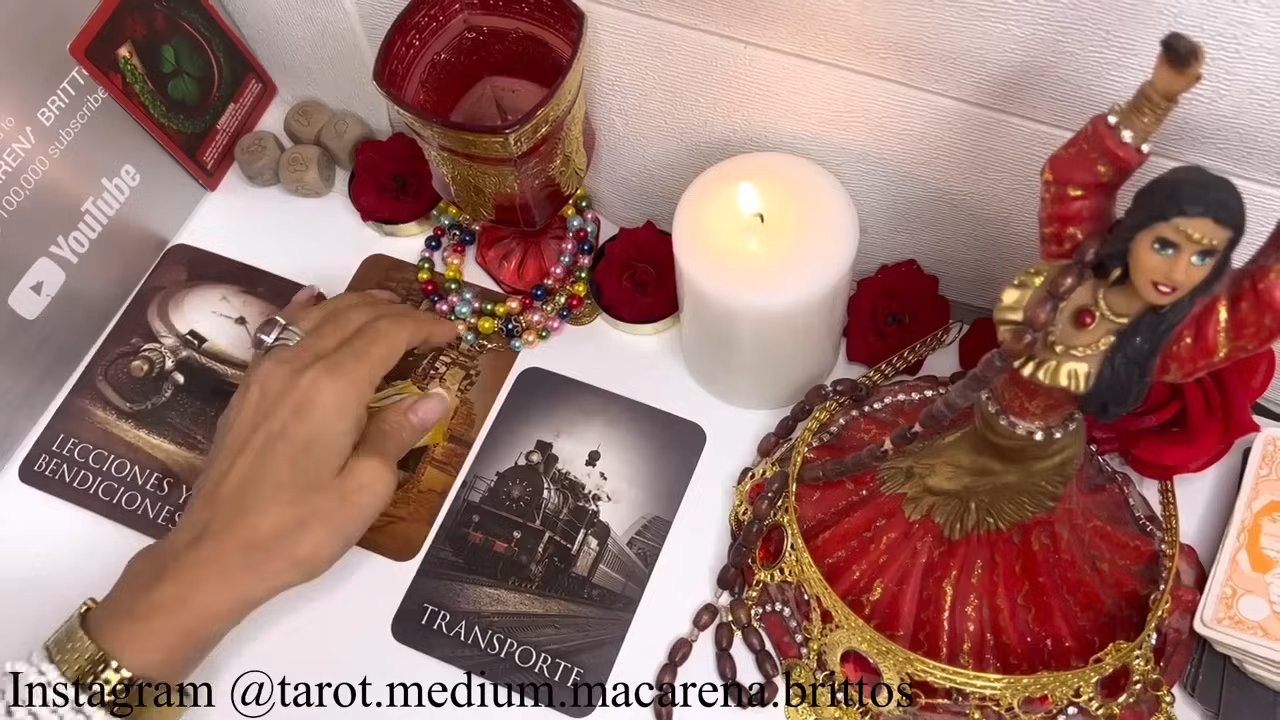 100,000 subscribe
YouTube
LECCIONES Y
BENDICIONES
TRANSPORTE
Instagram @tarot.medium.macarena.brittos